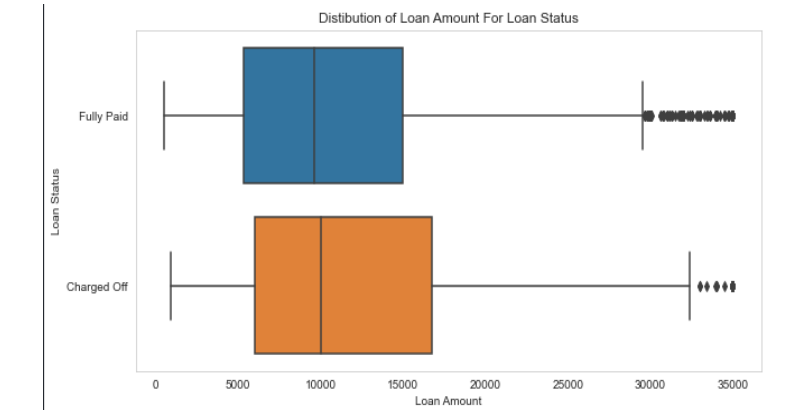 Distibution of Loan Amount For Loan Status
Loan Status
Fully Paid
Charged Off
0 5000 10000 15000 20000 25000 30000 35000
Loan Amount